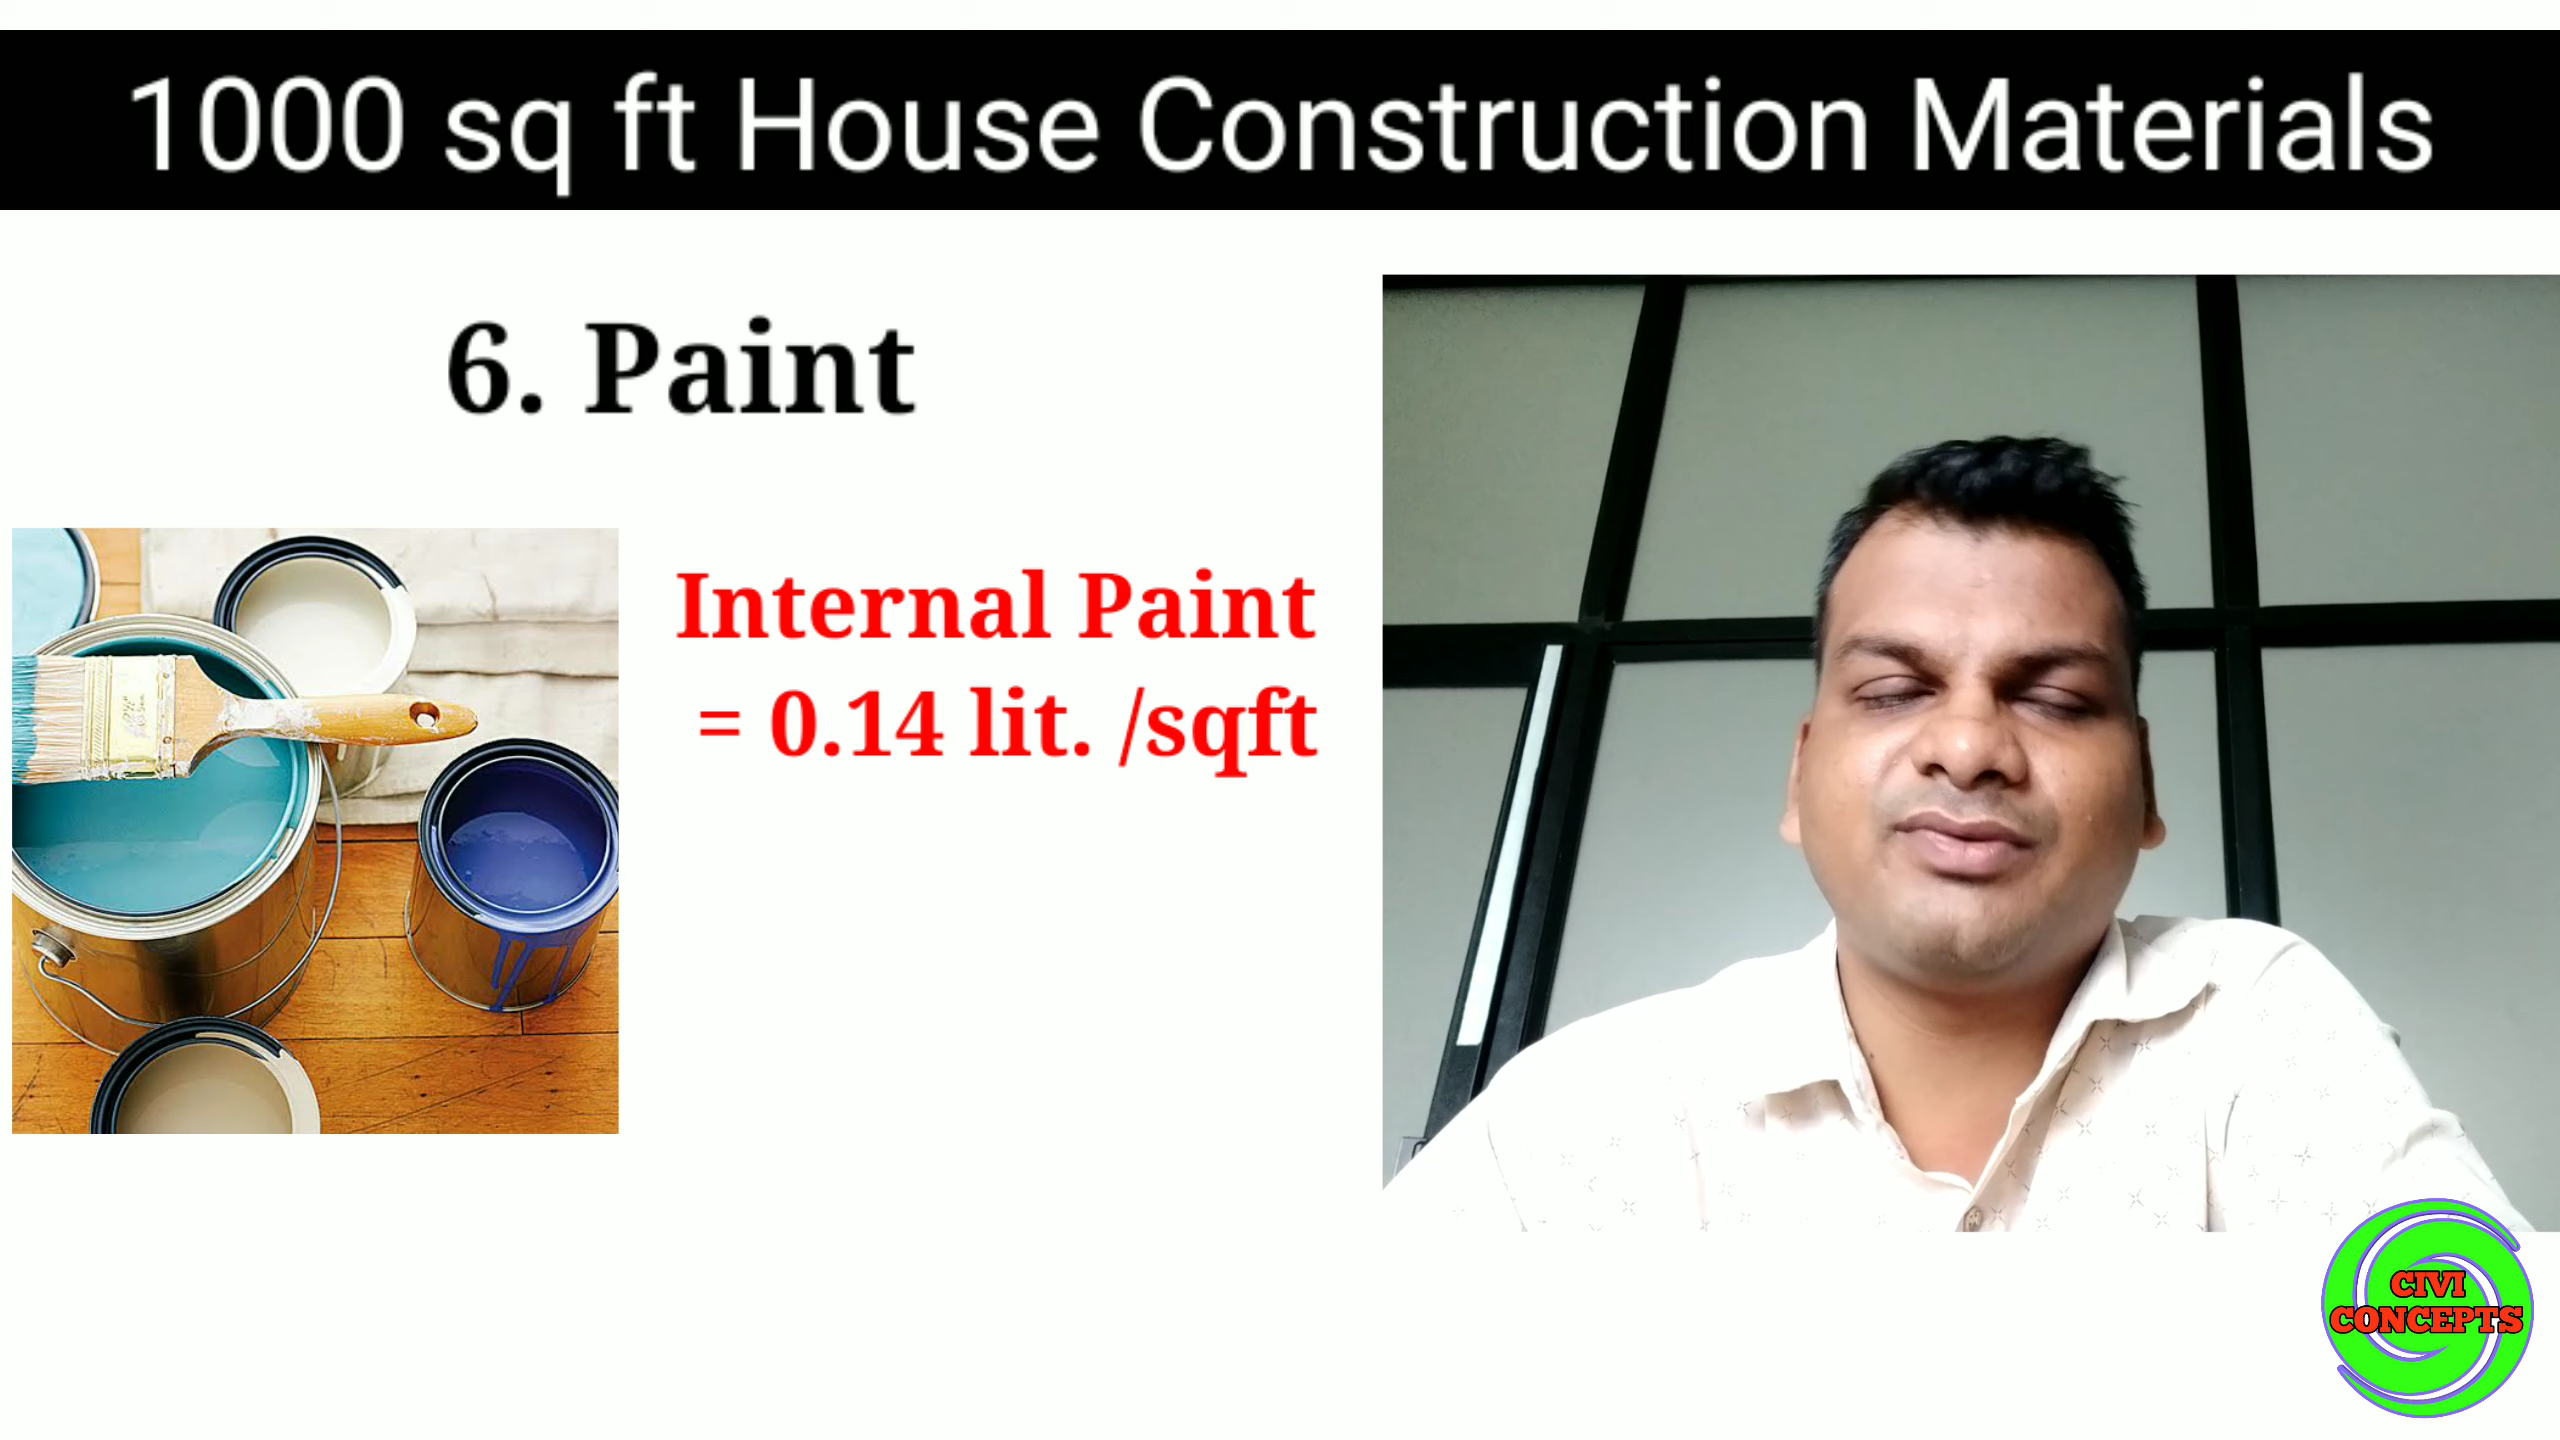 1000 sq ft House Construction Materials
6. Paint
Internal Paint
= 0.14 lit. /sqft
CIVI
CONCEPTS